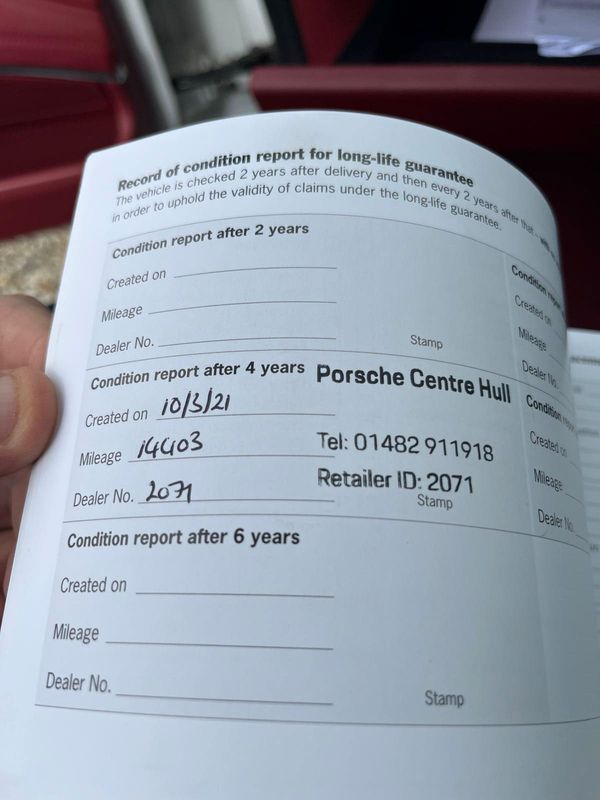 Record of condition report for long-life guarantee
The vehicle is checked 2 years after delivery and then every 2 years after that
in order to uphold the validity of claims under the long-life guarantee.
Condition report after 2 years
Created on
Mileage
Dealer No.
Stamp
Condition report after 4 years
Porsche Centre Hull
Created on 10/3/21
Mileage 14403
Tel: 01482 911918
Dealer No. 2071
Retailer ID: 2071
Stamp
Condition report after 6 years
Created on
Mileage
Dealer No.
Stamp
Condition
Created on
Mileage
Dealer No.
Condition
Created on
Mileage
Dealer No.